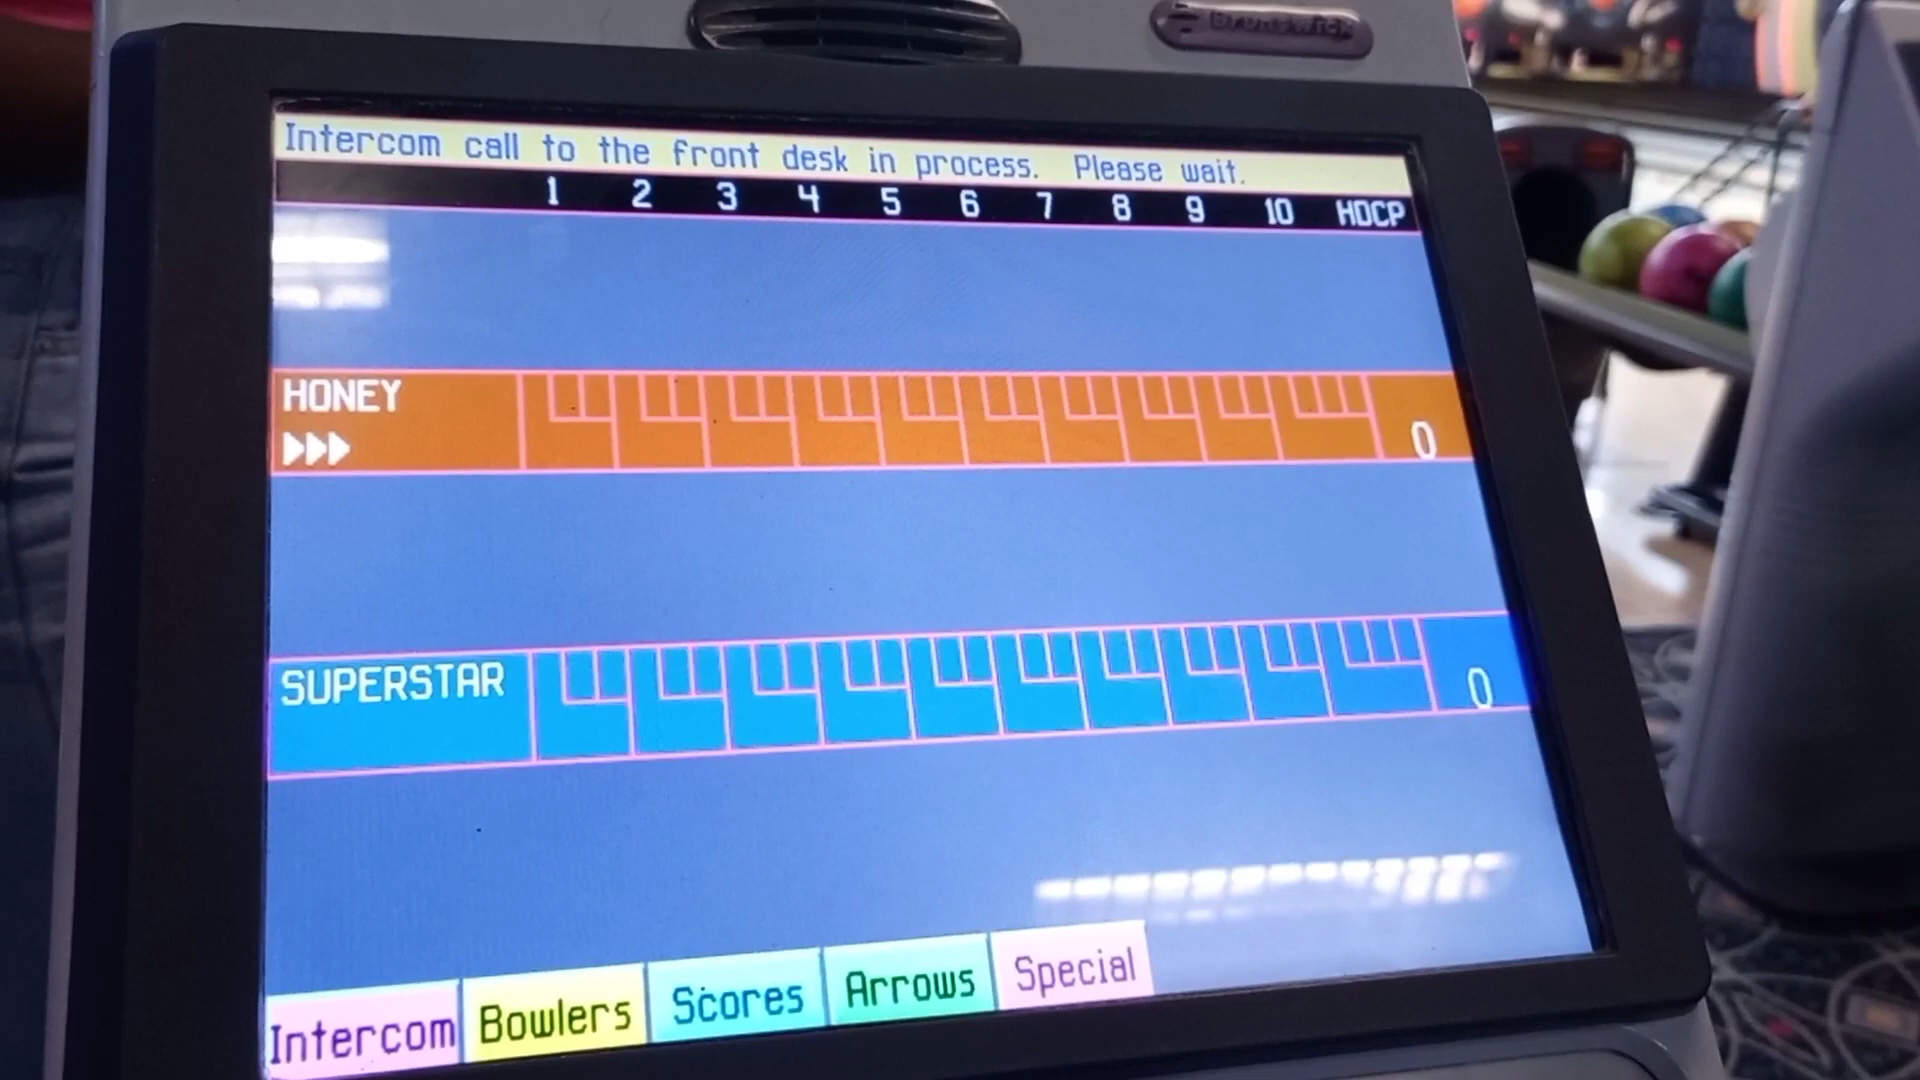 Brunswick
Intercom call to the front desk in process. Please wait.
1 2 3 4 5 6 7 8 9 10 HDCP
HONEY
0
SUPERSTAR
0
Intercom Bowlers Scores Arrows Special